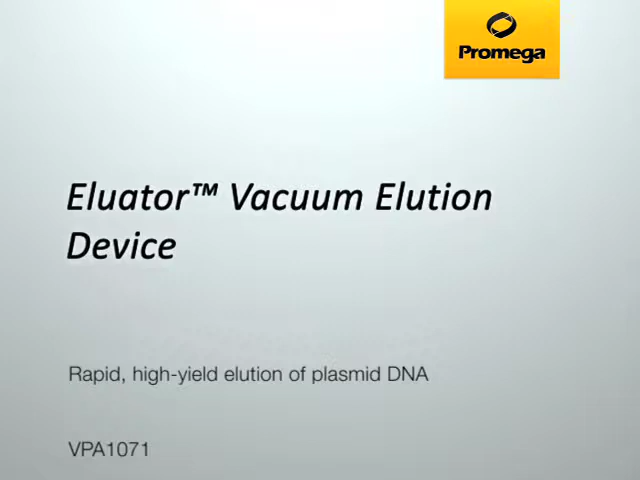 Promega
Eluator™ Vacuum Elution
Device
Rapid, high-yield elution of plasmid DNA
VPA1071